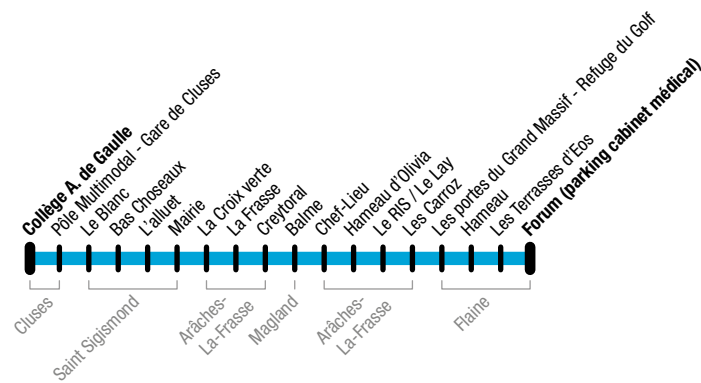 Collège A. de Gaulle
Pôle Multimodal - Gare de Cluses
Le Blanc
Bas Choseaux
L'alluet
Mairie
La Croix verte
La Frasse
Creytoral
Balme
Chef-Lieu
Hameau d'Olivia
Le RIS / Le Lay
Les Carroz
Les portes du Grand Massif - Refuge du Golf
Hameau
Les Terrasses d'Eos
Forum (parking cabinet médical)
Cluses
Saint Sigismond
Arâches-
La-Frasse
Magland
Arâches-
La-Frasse
Flaine